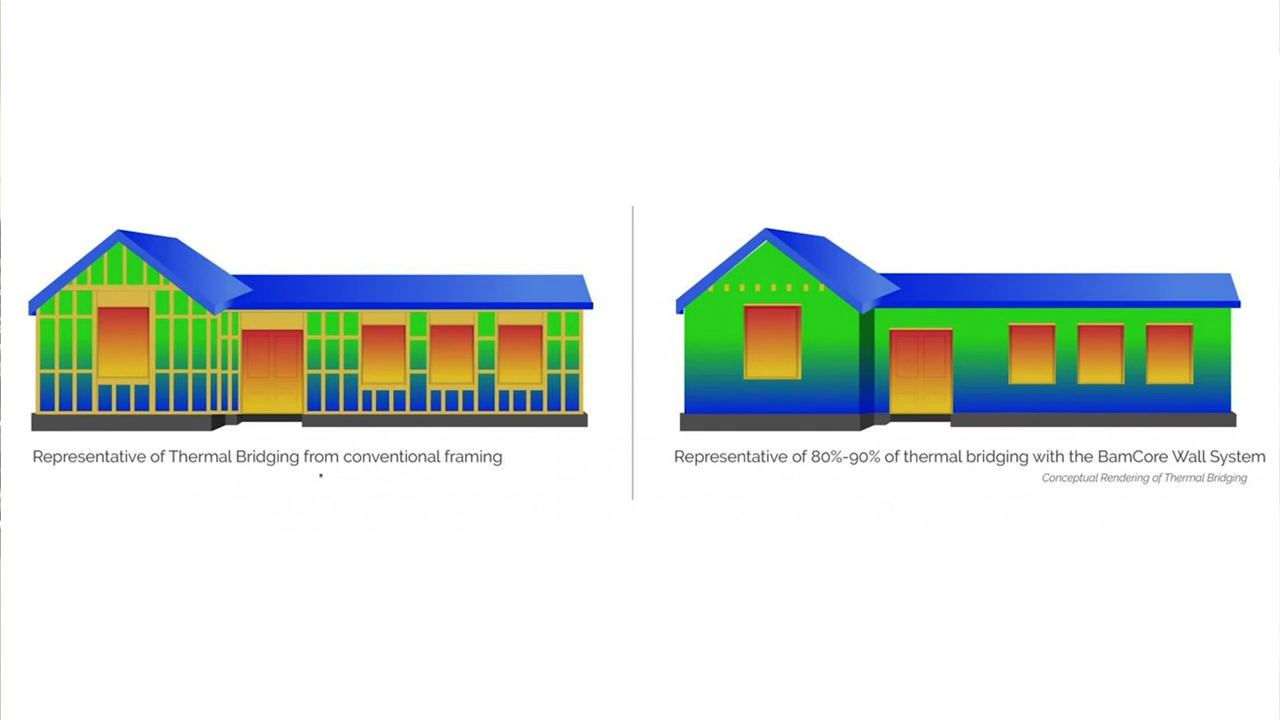 Representative of Thermal Bridging from conventional framing
Representative of 80%-90% of thermal bridging with the BamCore Wall System
Conceptual Rendering of Thermal Bridging